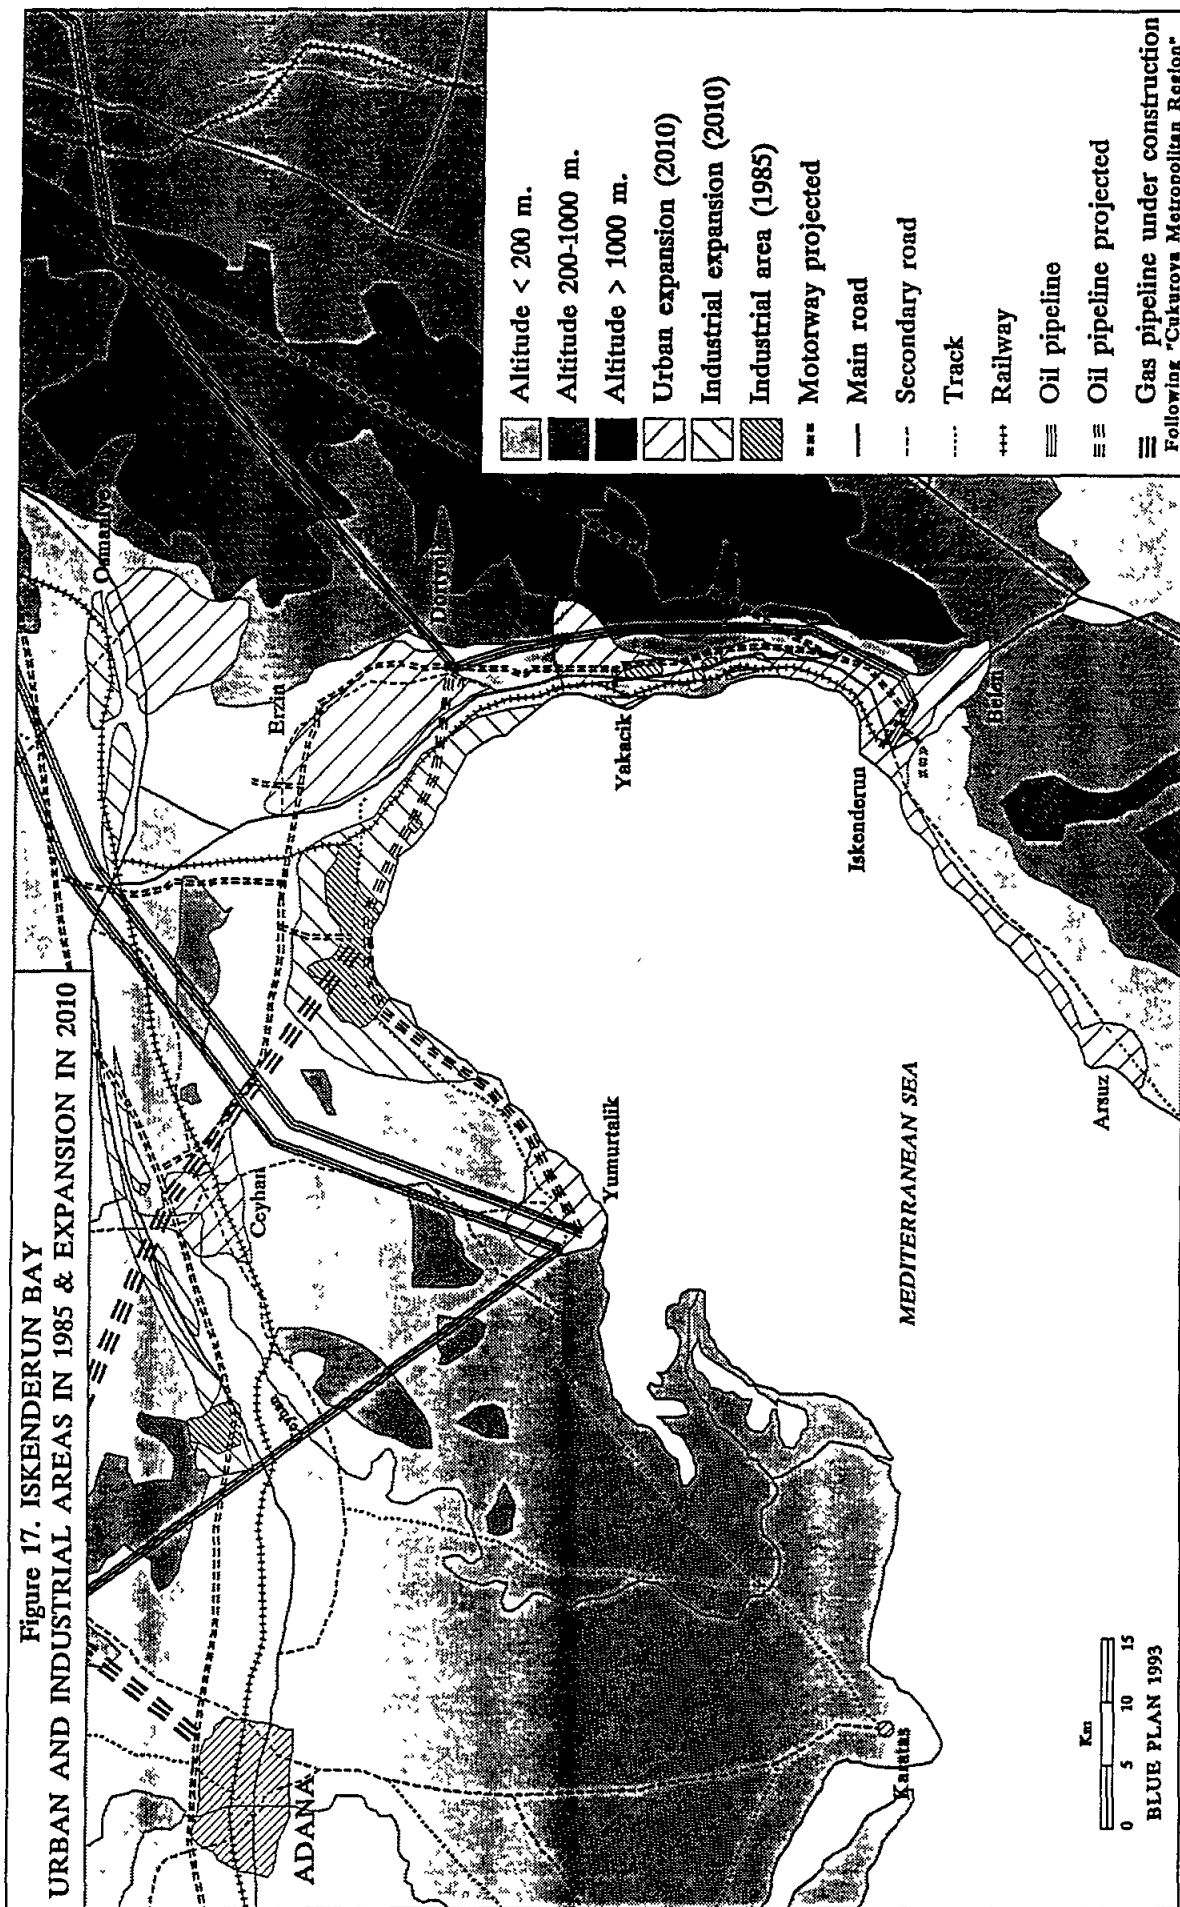 Figure 17. ISKENDERUN BAY
URBAN AND INDUSTRIAL AREAS IN 1985 & EXPANSION IN 2010
Osmaniye
Erzin
Dortyol
Ceyhan
Ceyhan
ADANA
Yakacik
Yumurtalik
Iskenderun
Belen
Karatas
MEDITERRANEAN SEA
Arsuz
Altitude < 200 m.
Altitude 200-1000 m.
Altitude > 1000 m.
Urban expansion (2010)
Industrial expansion (2010)
Industrial area (1985)
Motorway projected
Main road
Secondary road
Track
Railway
Oil pipeline
Oil pipeline projected
Gas pipeline under construction
Following "Cukurova Metropolitan Region"
Km
0 5 10 15
BLUE PLAN 1993